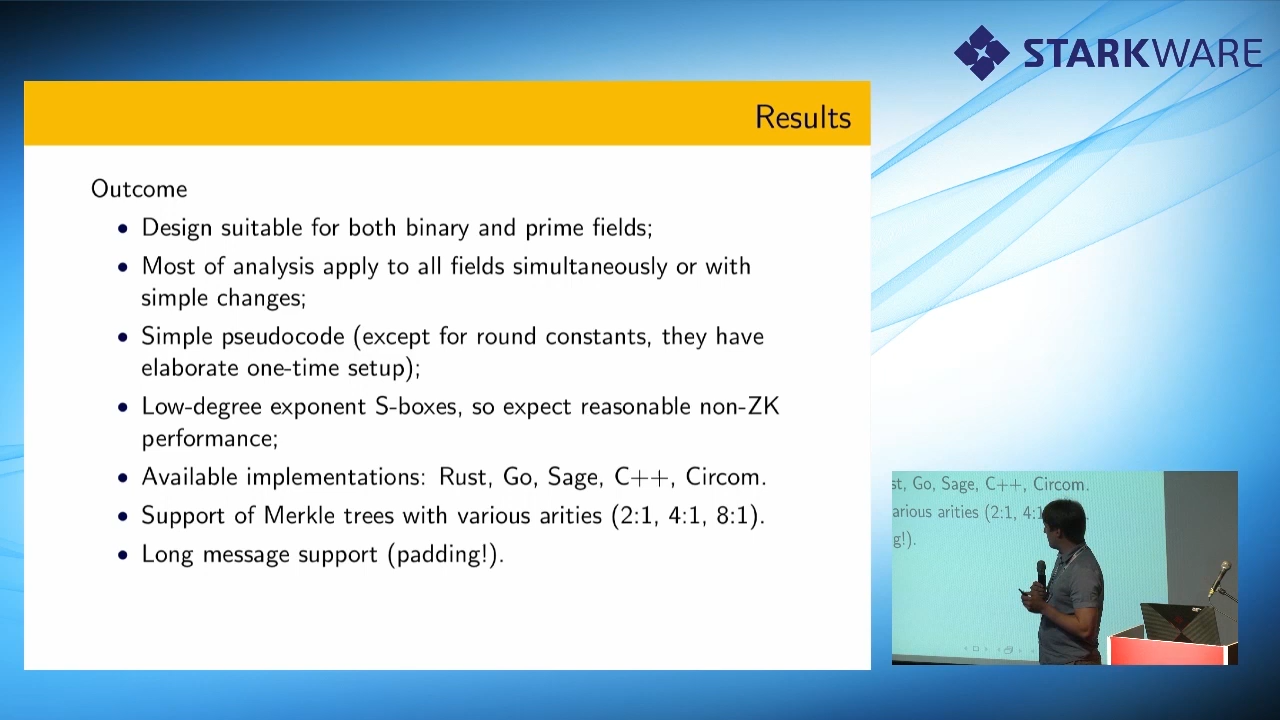 STARKWARE
Results
Outcome
• Design suitable for both binary and prime fields;
• Most of analysis apply to all fields simultaneously or with
simple changes;
• Simple pseudocode (except for round constants, they have
elaborate one-time setup);
• Low-degree exponent S-boxes, so expect reasonable non-ZK
performance;
• Available implementations: Rust, Go, Sage, C++, Circom.
• Support of Merkle trees with various arities (2:1, 4:1, 8:1).
• Long message support (padding!).
st, Go, Sage, C++, Circom.
arious arities (2:1, 4:1
g!).